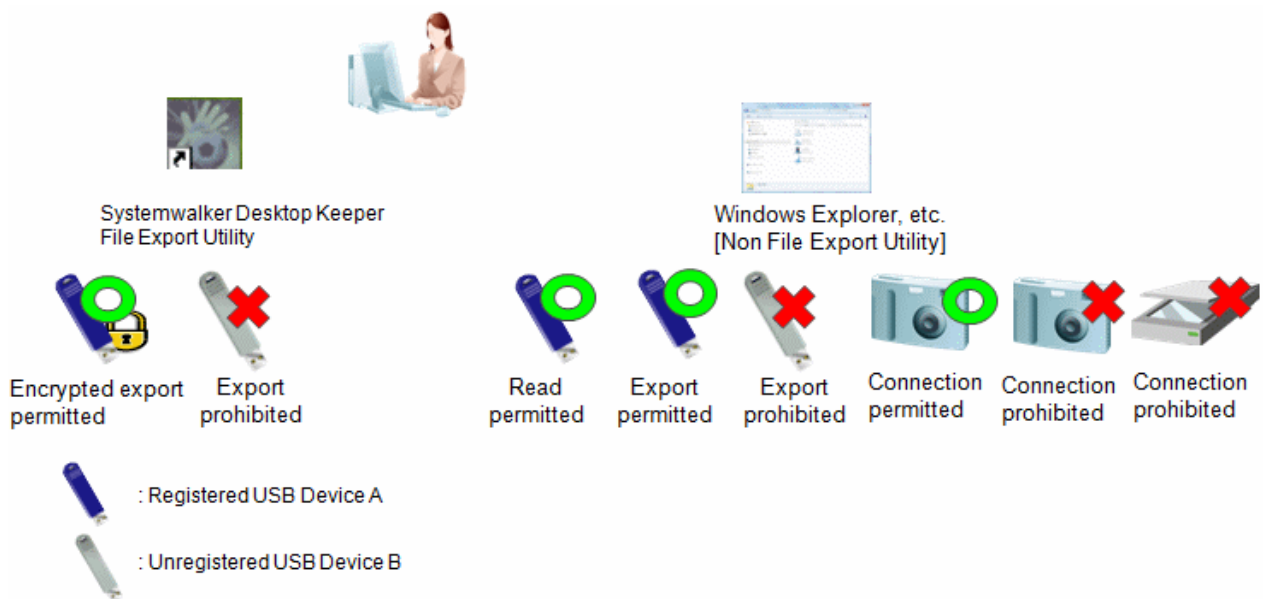 Systemwalker Desktop Keeper
File Export Utility
Windows Explorer, etc.
[Non File Export Utility]
Encrypted export
permitted
Export
prohibited
Read
permitted
Export
permitted
Export
prohibited
Connection
permitted
Connection
prohibited
Connection
prohibited
: Registered USB Device A
: Unregistered USB Device B